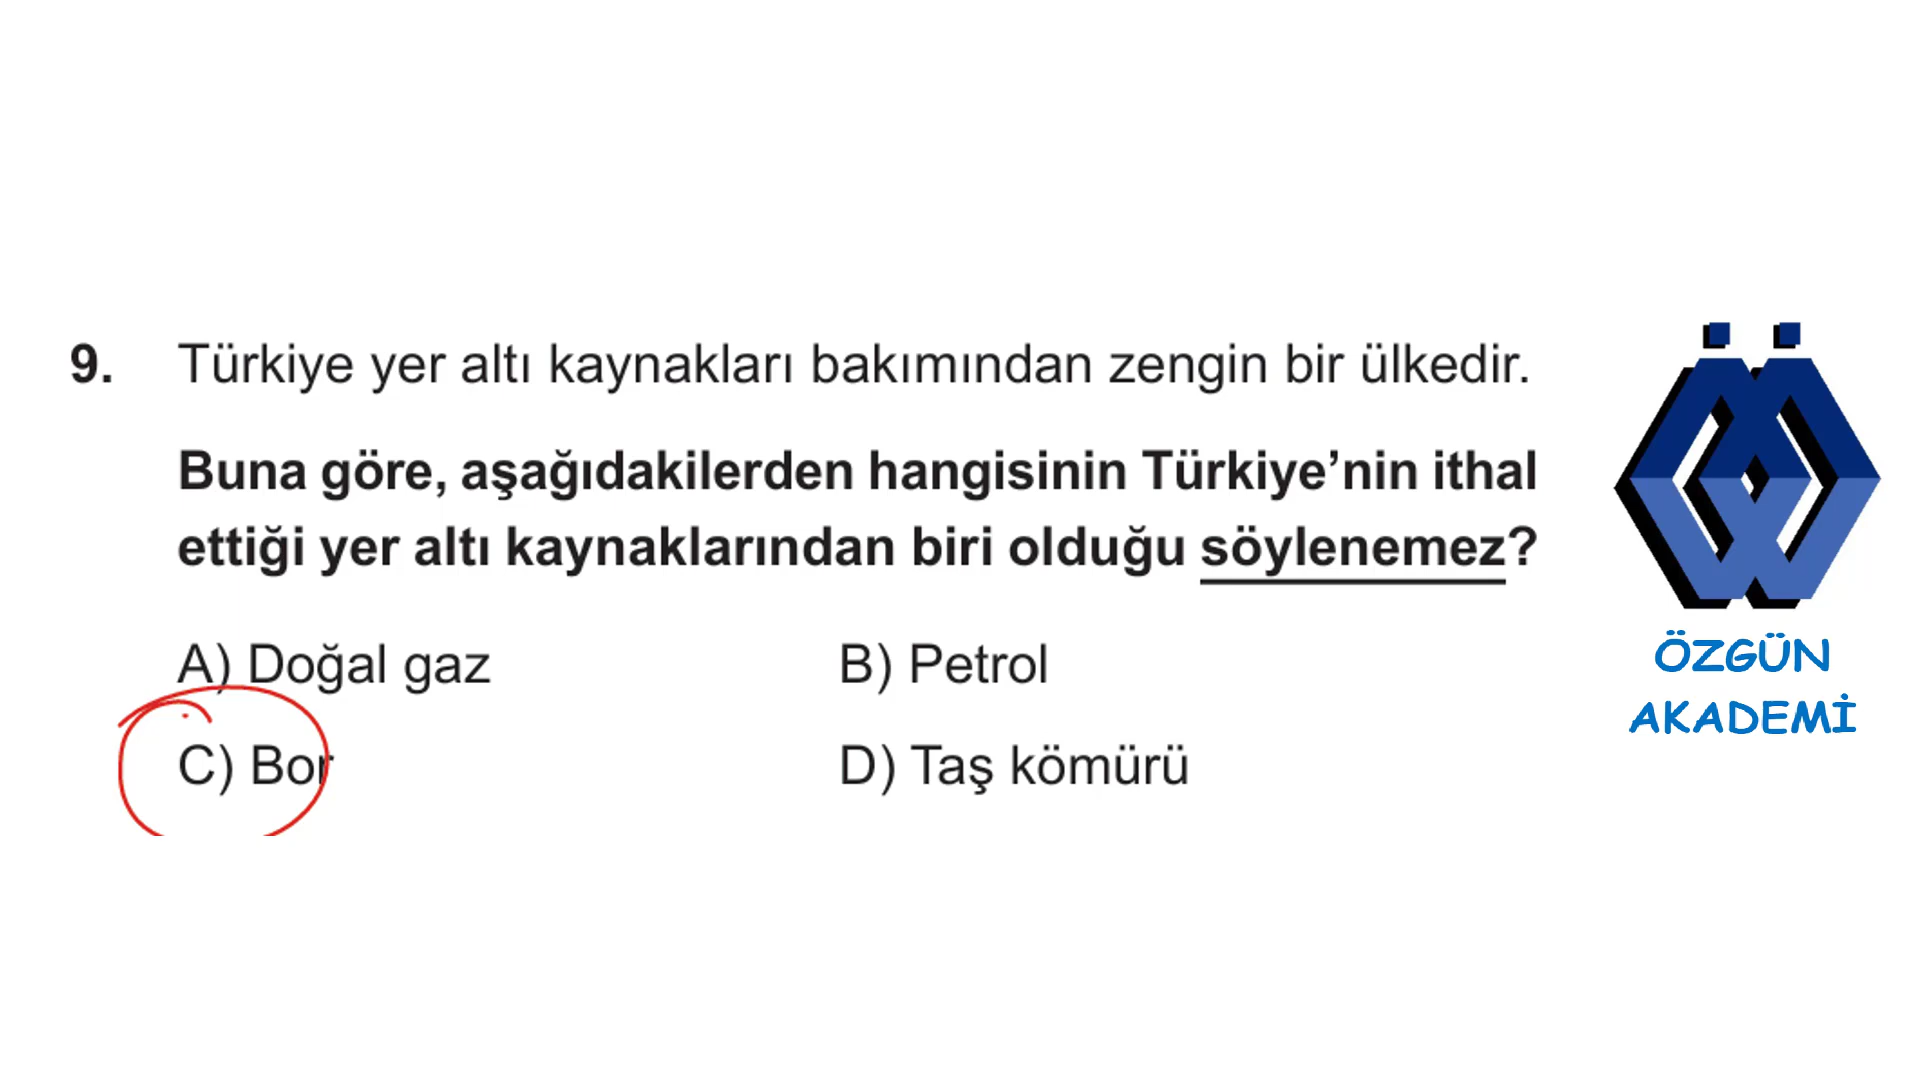 9. Türkiye yer altı kaynakları bakımından zengin bir ülkedir.
Buna göre, aşağıdakilerden hangisinin Türkiye’nin ithal
ettiği yer altı kaynaklarından biri olduğu söylenemez?
A) Doğal gaz B) Petrol
C) Bor D) Taş kömürü
ÖZGÜN
AKADEMİ